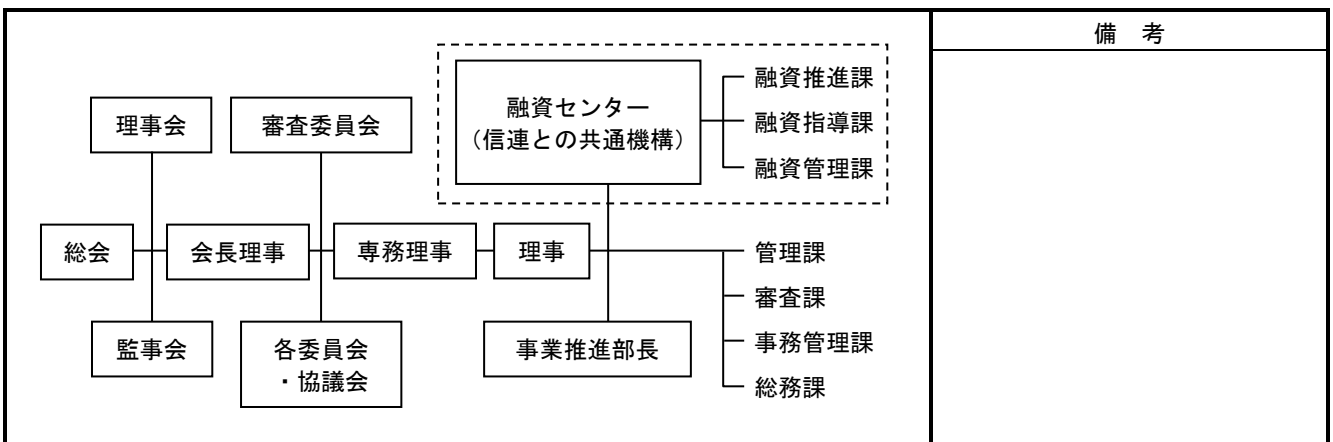 備 考
融資センター
(信連との共通機構)
融資推進課
融資指導課
融資管理課
理事会
審査委員会
総会
会長理事
専務理事
理事
管理課
審査課
事務管理課
総務課
監事会
各委員会
・協議会
事業推進部長